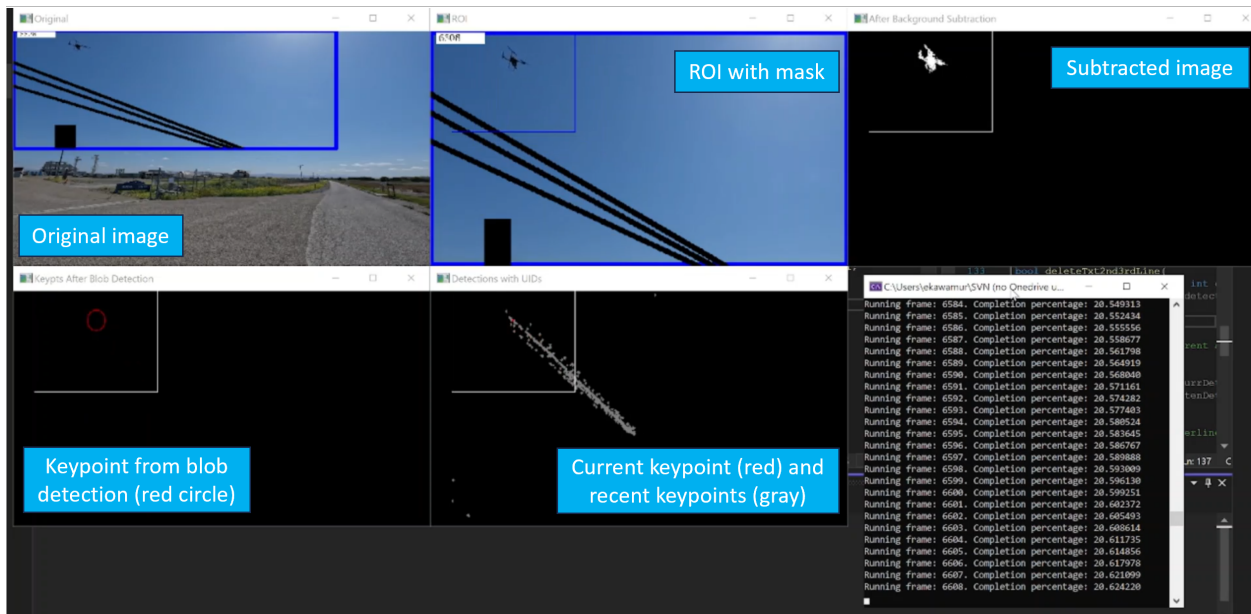 Original
ROI
After Background Subtraction
6508
ROI with mask
Subtracted image
Original image
Keypts After Blob Detection
Detections with UIDs
Keypoint from blob
detection (red circle)
Current keypoint (red) and
recent keypoints (gray)
133 bool deleteTxt2nd3rdLine(
C:\Users\ekawamur\SVN (no Onedrive u...
int
Running frame: 6584. Completion percentage: 20.549313
Running frame: 6585. Completion percentage: 20.552434
Running frame: 6586. Completion percentage: 20.555556
Running frame: 6587. Completion percentage: 20.558677
Running frame: 6588. Completion percentage: 20.561798
Running frame: 6589. Completion percentage: 20.564919
Running frame: 6590. Completion percentage: 20.568040
Running frame: 6591. Completion percentage: 20.571161
Running frame: 6592. Completion percentage: 20.574282
Running frame: 6593. Completion percentage: 20.577403
Running frame: 6594. Completion percentage: 20.580524
Running frame: 6595. Completion percentage: 20.583645
Running frame: 6596. Completion percentage: 20.586767
Running frame: 6597. Completion percentage: 20.589888
Running frame: 6598. Completion percentage: 20.593009
Running frame: 6599. Completion percentage: 20.596130
Running frame: 6600. Completion percentage: 20.599251
Running frame: 6601. Completion percentage: 20.602372
Running frame: 6602. Completion percentage: 20.605493
Running frame: 6603. Completion percentage: 20.608614
Running frame: 6604. Completion percentage: 20.611735
Running frame: 6605. Completion percentage: 20.614856
Running frame: 6606. Completion percentage: 20.617978
Running frame: 6607. Completion percentage: 20.621099
Running frame: 6608. Completion percentage: 20.624220
Ln: 137 C